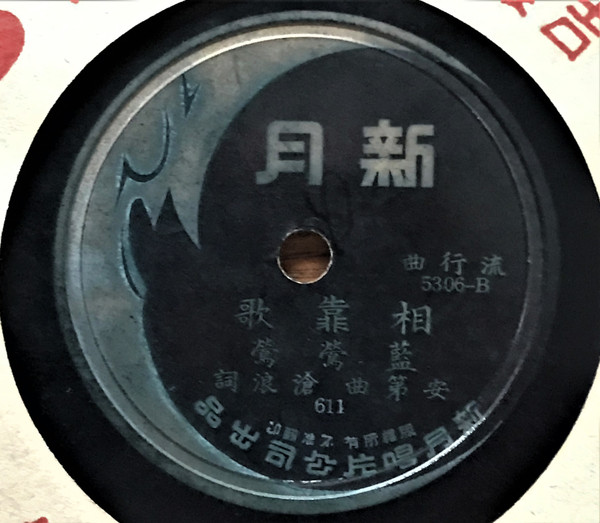 新月
流行曲
5306-B
相靠歌
藍鶯鶯
安第曲 滄浪詞
611
版權所有 不准翻印
新月唱片公司出品